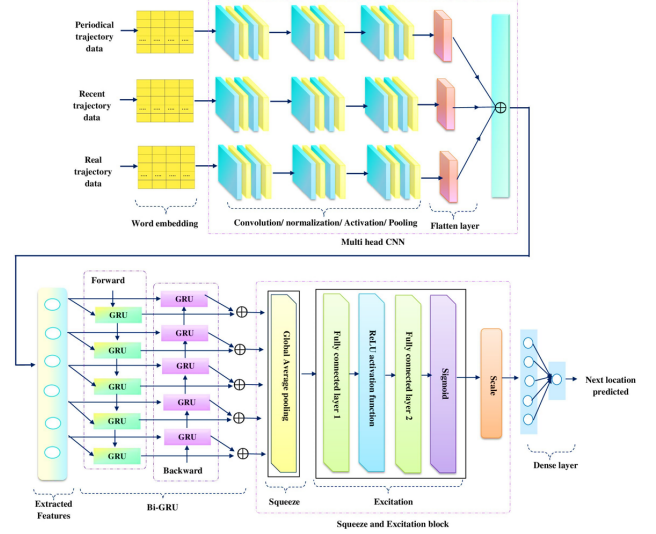 Periodical
trajectory
data
.... .... .... ....
Recent
trajectory
data
.... .... .... ....
Real
trajectory
data
.... .... .... ....
Word embedding
Convolution/ normalization/ Activation/ Pooling
Flatten layer
Multi head CNN
Forward
GRU
GRU
GRU
GRU
GRU
GRU
GRU
GRU
GRU
GRU
Backward
Extracted
Features
Bi-GRU
Global Average pooling
Fully connected layer 1
ReLU activation function
Fully connected layer 2
Sigmoid
Scale
Next location
predicted
Dense layer
Squeeze
Excitation
Squeeze and Excitation block